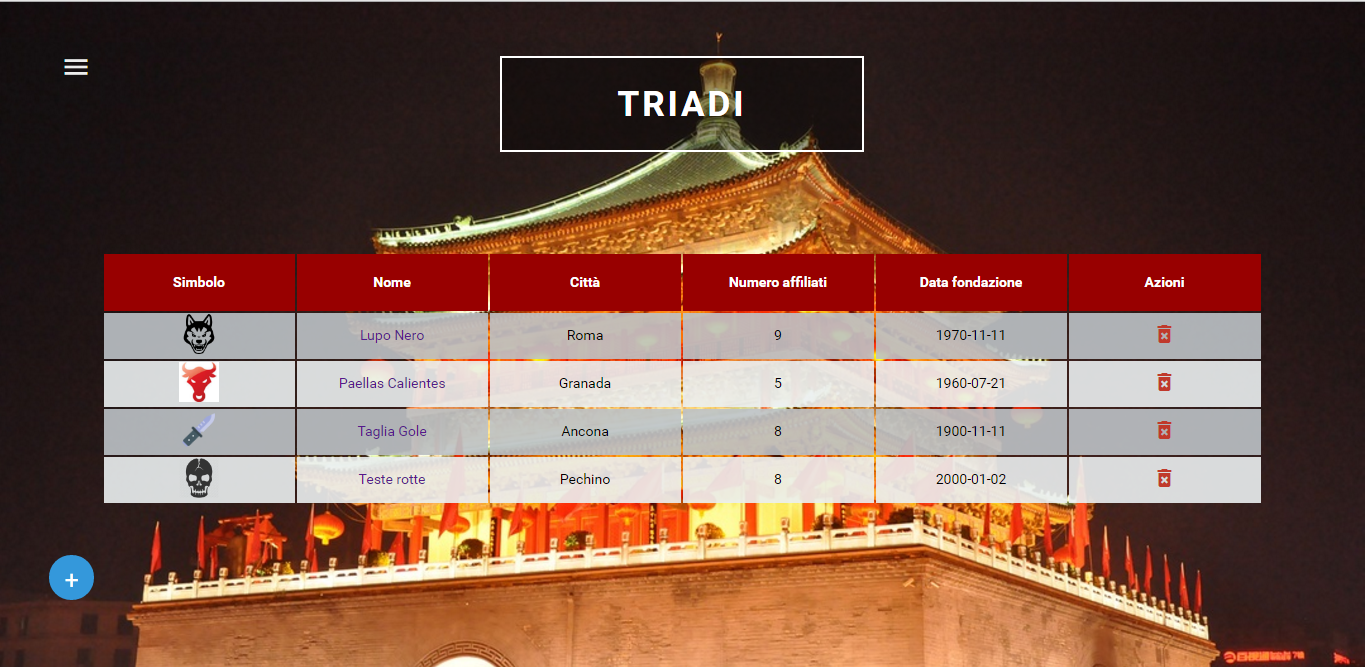 TRIADI
Simbolo Nome Città Numero affiliati Data fondazione Azioni
Lupo Nero Roma 9 1970-11-11
Paellas Calientes Granada 5 1960-07-21
Taglia Gole Ancona 8 1900-11-11
Teste rotte Pechino 8 2000-01-02
+